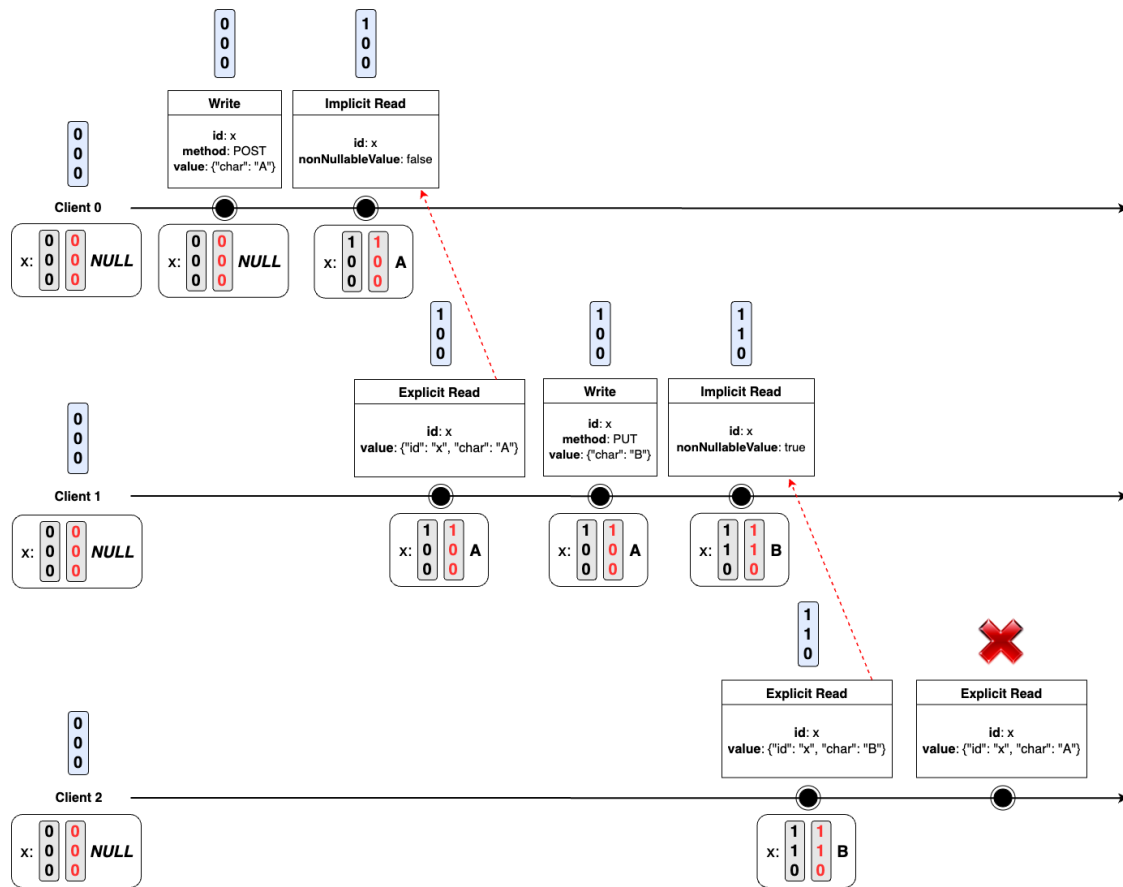 0
0
0
1
0
0
Write
id: x
method: POST
value: {"char": "A"}
Implicit Read
id: x
nonNullableValue: false
0
0
0
Client 0
x:
0
0
0
0
0
0
NULL
x:
0
0
0
0
0
0
NULL
x:
1
0
0
1
0
0
A
1
0
0
1
0
0
1
1
0
Explicit Read
id: x
value: {"id": "x", "char": "A"}
Write
id: x
method: PUT
value: {"char": "B"}
Implicit Read
id: x
nonNullableValue: true
0
0
0
Client 1
x:
0
0
0
0
0
0
NULL
x:
1
0
0
1
0
0
A
x:
1
0
0
1
0
0
A
x:
1
1
0
1
1
0
B
1
1
0
Explicit Read
id: x
value: {"id": "x", "char": "B"}
Explicit Read
id: x
value: {"id": "x", "char": "A"}
0
0
0
Client 2
x:
0
0
0
0
0
0
NULL
x:
1
1
0
1
1
0
B